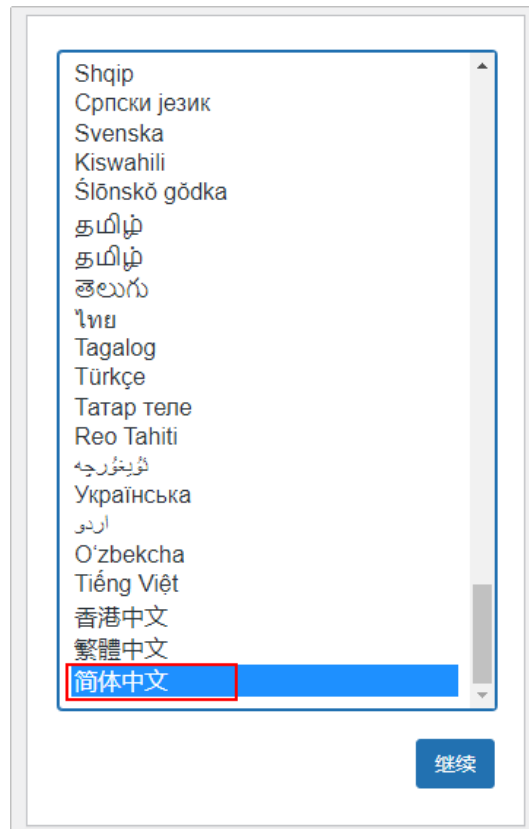 Shqip
Српски језик
Svenska
Kiswahili
Ślōnskŏ gŏdka
தமிழ்
தமிழ்
తెలుగు
ไทย
Tagalog
Türkçe
Татар теле
Reo Tahiti
ئۇيغۇرچە
Українська
اردو
O‘zbekcha
Tiếng Việt
香港中文
繁體中文
简体中文
继续